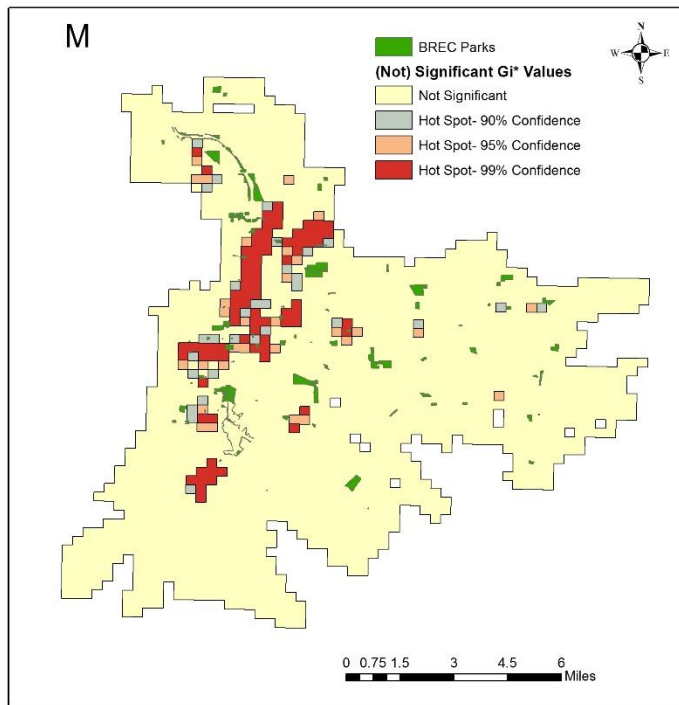 M
BREC Parks
(Not) Significant Gi* Values
Not Significant
Hot Spot- 90% Confidence
Hot Spot- 95% Confidence
Hot Spot- 99% Confidence
N
W E
S
0 0.75 1.5 3 4.5 6
Miles